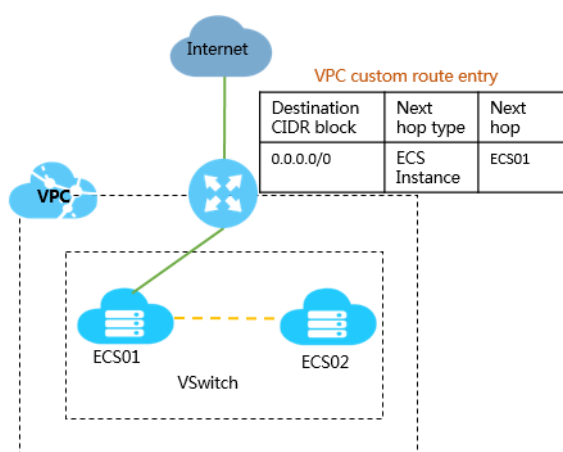 Internet
VPC custom route entry
Destination CIDR block
Next hop type
Next hop
0.0.0.0/0
ECS Instance
ECS01
VPC
ECS01
ECS02
VSwitch